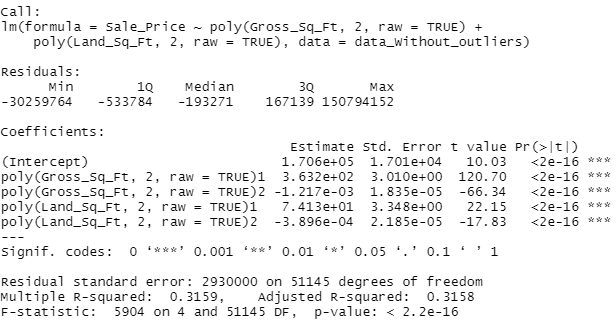 Call:
lm(formula = Sale_Price ~ poly(Gross_Sq_Ft, 2, raw = TRUE) +
    poly(Land_Sq_Ft, 2, raw = TRUE), data = data_Without_outliers)
Residuals:
      Min        1Q    Median        3Q       Max
-30259764   -533784   -193271    167139 150794152
Coefficients:
                                   Estimate Std. Error t value Pr(>|t|)
(Intercept)                       1.706e+05  1.701e+04   10.03   <2e-16 ***
poly(Gross_Sq_Ft, 2, raw = TRUE)1  3.632e+02  3.010e+00  120.70   <2e-16 ***
poly(Gross_Sq_Ft, 2, raw = TRUE)2 -1.217e-03  1.835e-05  -66.34   <2e-16 ***
poly(Land_Sq_Ft, 2, raw = TRUE)1   7.413e+01  3.348e+00   22.15   <2e-16 ***
poly(Land_Sq_Ft, 2, raw = TRUE)2  -3.896e-04  2.185e-05  -17.83   <2e-16 ***
---
Signif. codes:  0 ‘***’ 0.001 ‘**’ 0.01 ‘*’ 0.05 ‘.’ 0.1 ‘ ’ 1
Residual standard error: 2930000 on 51145 degrees of freedom
Multiple R-squared:  0.3159,    Adjusted R-squared:  0.3158
F-statistic:  5904 on 4 and 51145 DF,  p-value: < 2.2e-16